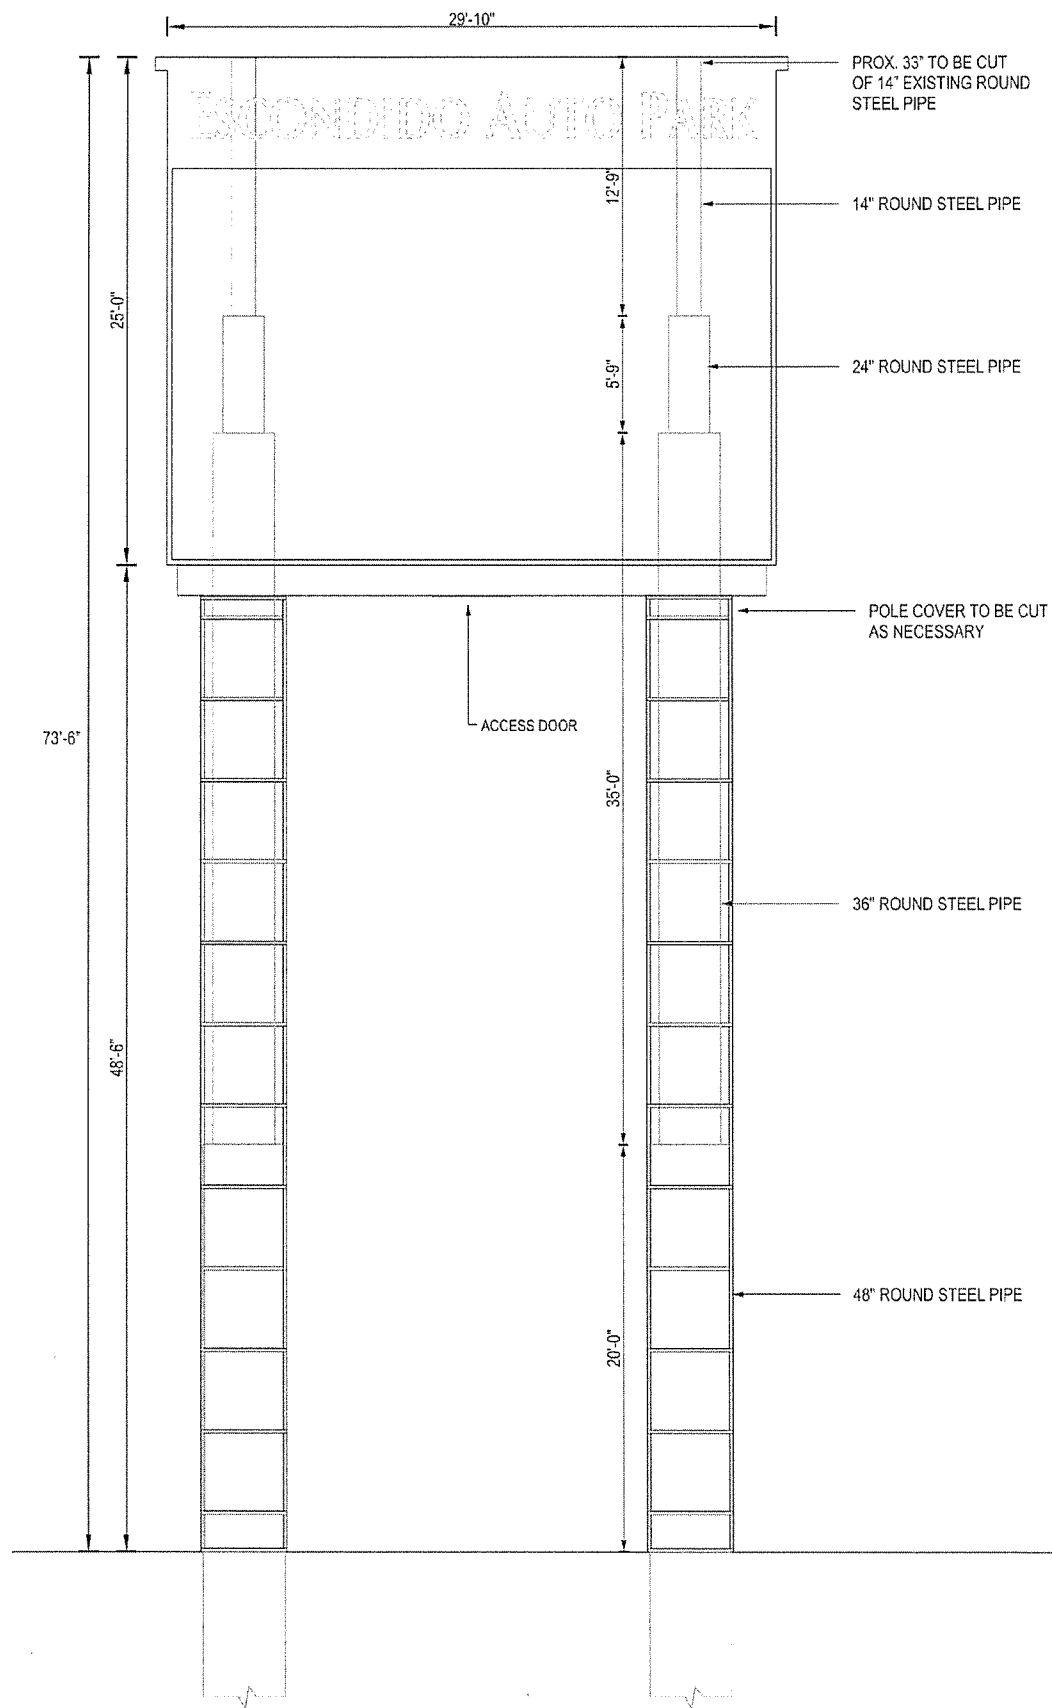 29'-10"
PROX. 33" TO BE CUT
OF 14" EXISTING ROUND
STEEL PIPE
ESCONDIDO AUTO PARK
12'-9"
14" ROUND STEEL PIPE
25'-0"
5'-9"
24" ROUND STEEL PIPE
POLE COVER TO BE CUT
AS NECESSARY
ACCESS DOOR
73'-6"
35'-0"
36" ROUND STEEL PIPE
48'-6"
48" ROUND STEEL PIPE
20'-0"